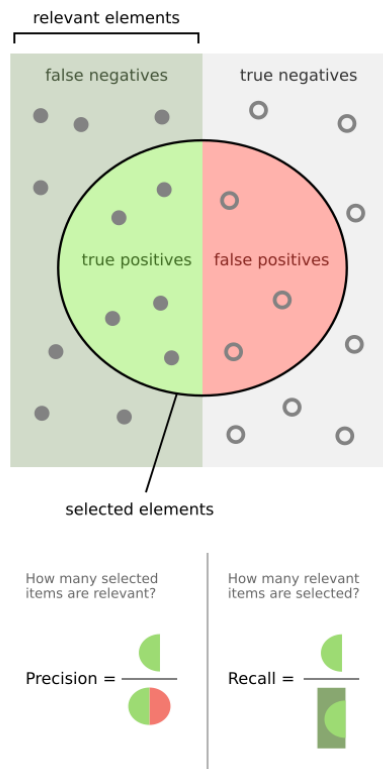 relevant elements
false negatives
true negatives
true positives
false positives
selected elements
How many selected
items are relevant?
How many relevant
items are selected?
Precision =
Recall =